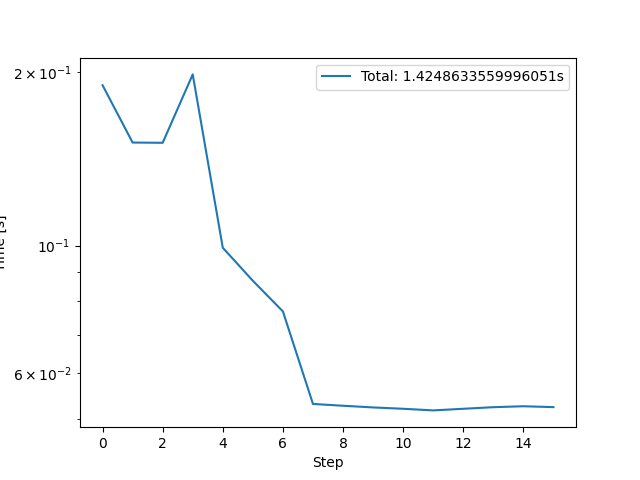 Total: 1.4248633559996051s
2 × 10⁻¹
10⁻¹
6 × 10⁻²
Time [s]
0 2 4 6 8 10 12 14
Step